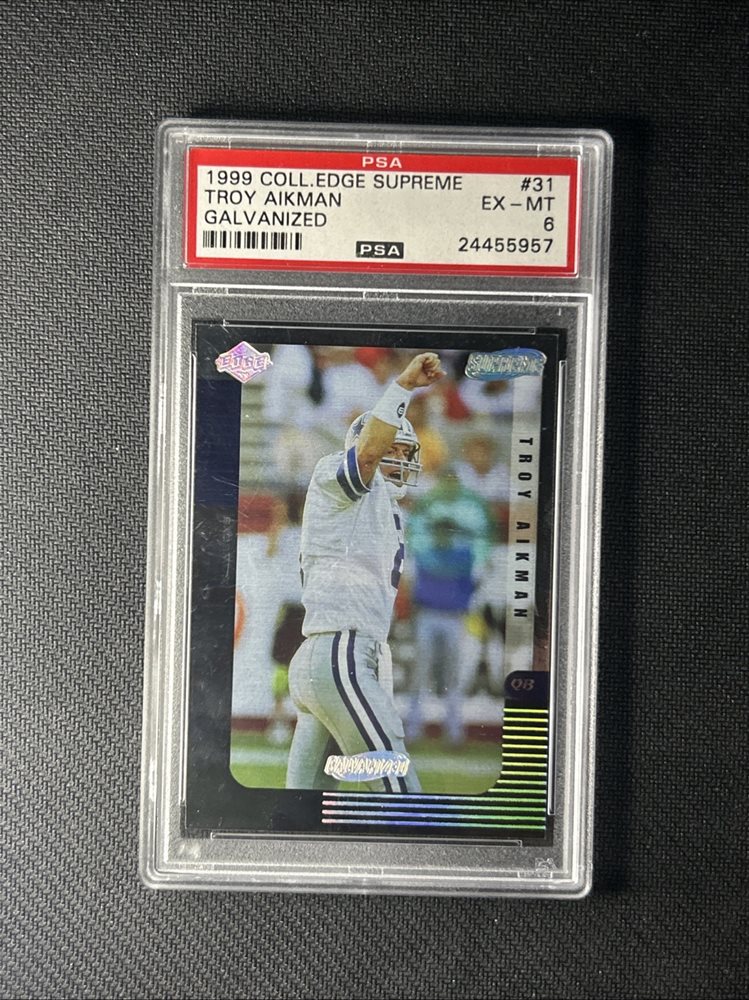 PSA
1999 COLL.EDGE SUPREME #31
TROY AIKMAN EX-MT
GALVANIZED 6
PSA 24455957
EDGE
SUPREME
TROY AIKMAN
QB
GALVANIZED